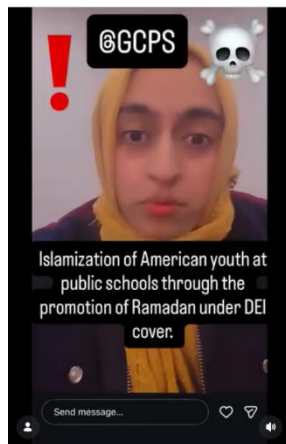 @GCPS
Islamization of American youth at
public schools through the
promotion of Ramadan under DEI
cover.
Send message...